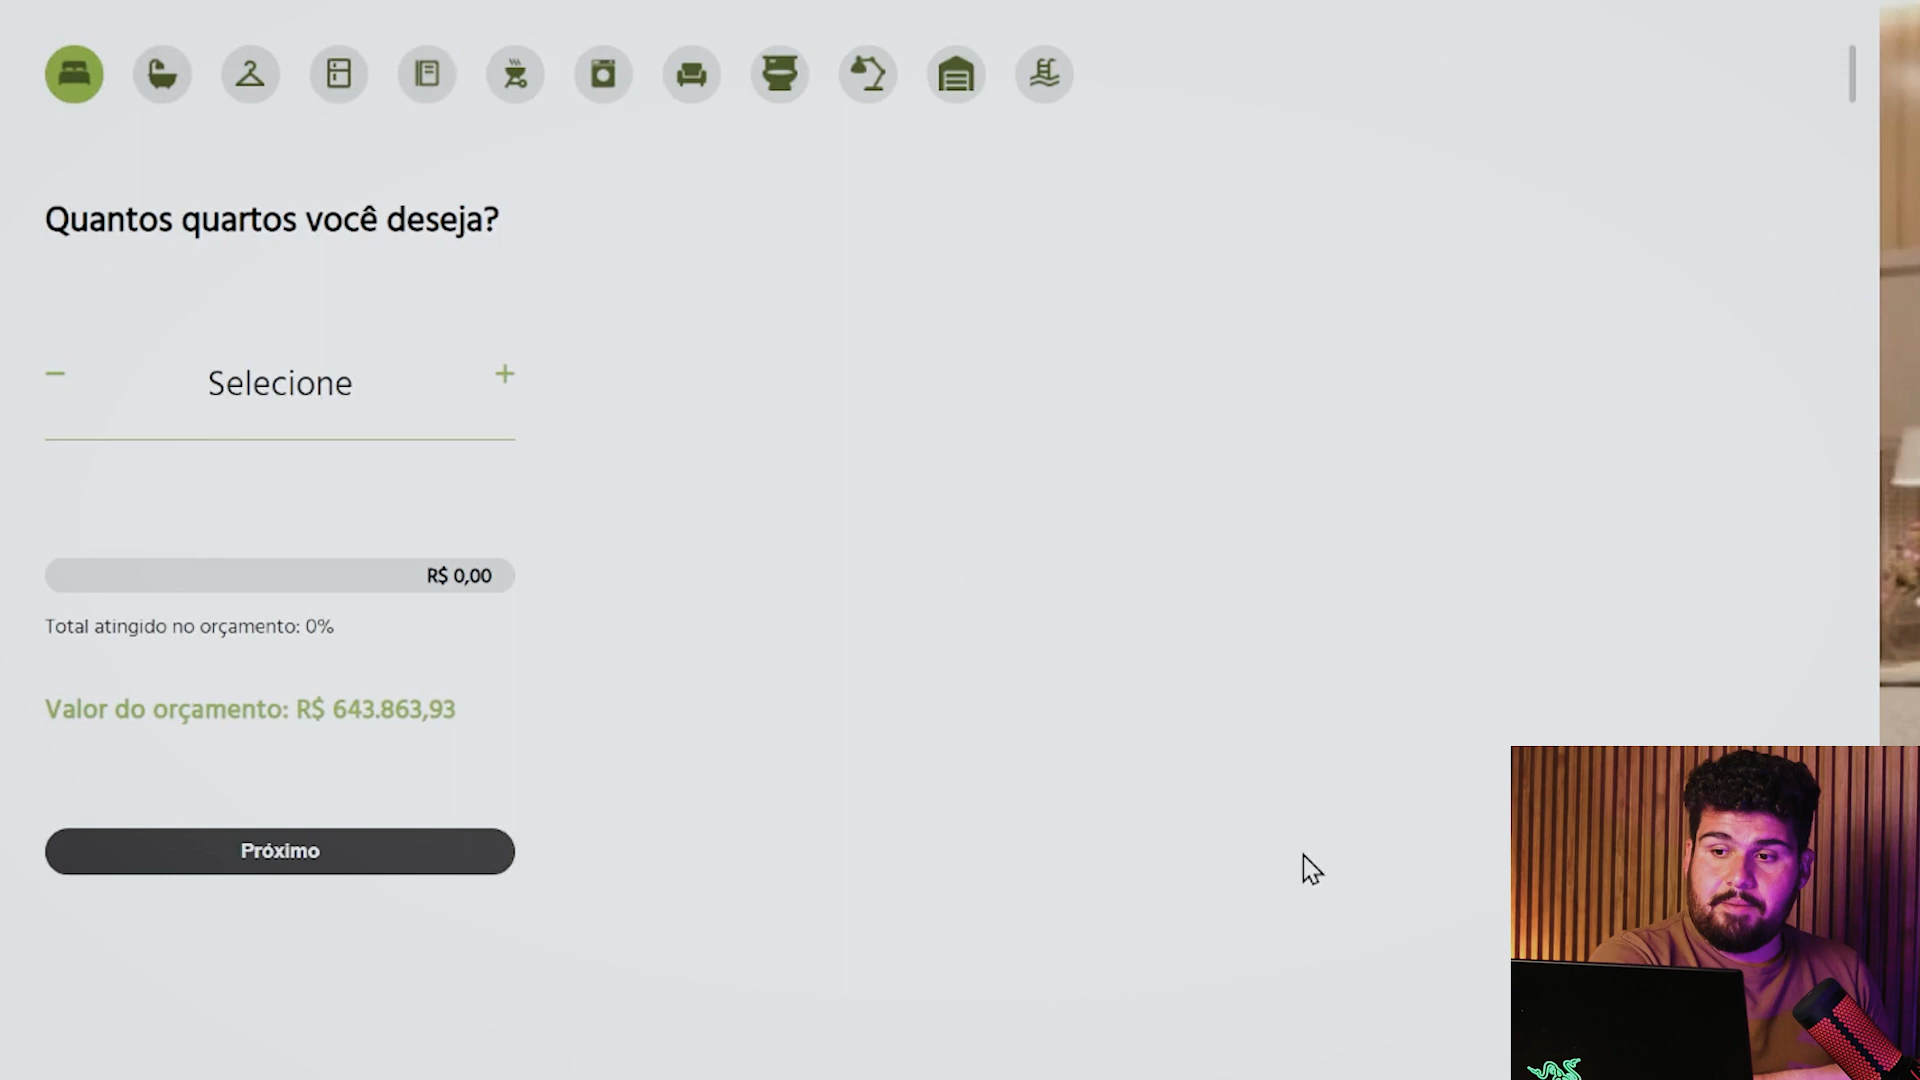 Quantos quartos você deseja?
− Selecione +
R$ 0,00
Total atingido no orçamento: 0%
Valor do orçamento: R$ 643.863,93
Próximo